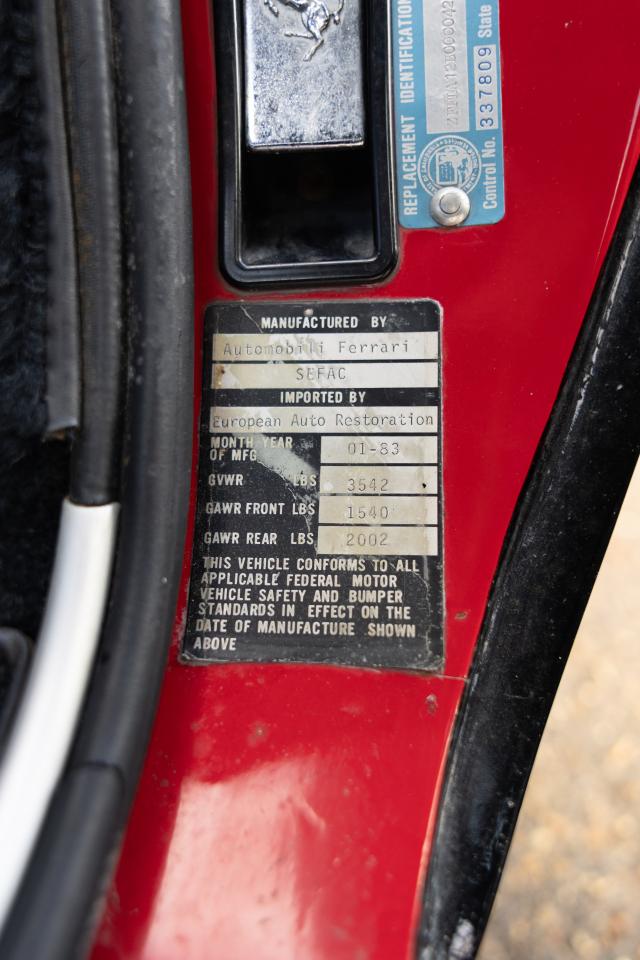 REPLACEMENT IDENTIFICATION
Control No. 337809 State
MANUFACTURED BY
Automobili Ferrari
SEFAC
IMPORTED BY
European Auto Restoration
MONTH YEAR OF MFG 01-83
GVWR LBS 3542
GAWR FRONT LBS 1540
GAWR REAR LBS 2002
THIS VEHICLE CONFORMS TO ALL
APPLICABLE FEDERAL MOTOR
VEHICLE SAFETY AND BUMPER
STANDARDS IN EFFECT ON THE
DATE OF MANUFACTURE SHOWN
ABOVE